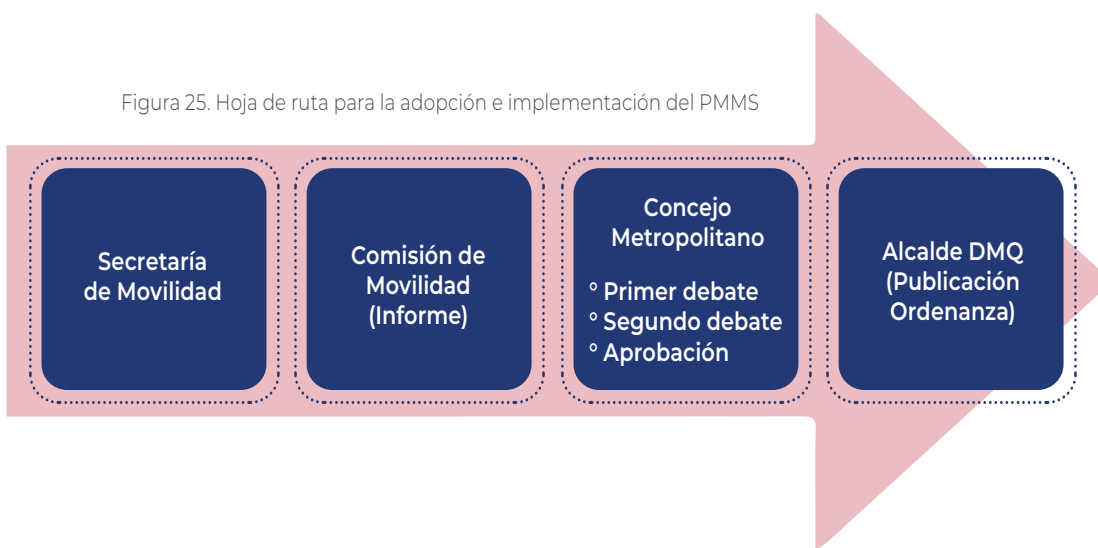 Figura 25. Hoja de ruta para la adopción e implementación del PMMS
Secretaría
de Movilidad
Comisión de
Movilidad
(Informe)
Concejo
Metropolitano
° Primer debate
° Segundo debate
° Aprobación
Alcalde DMQ
(Publicación
Ordenanza)